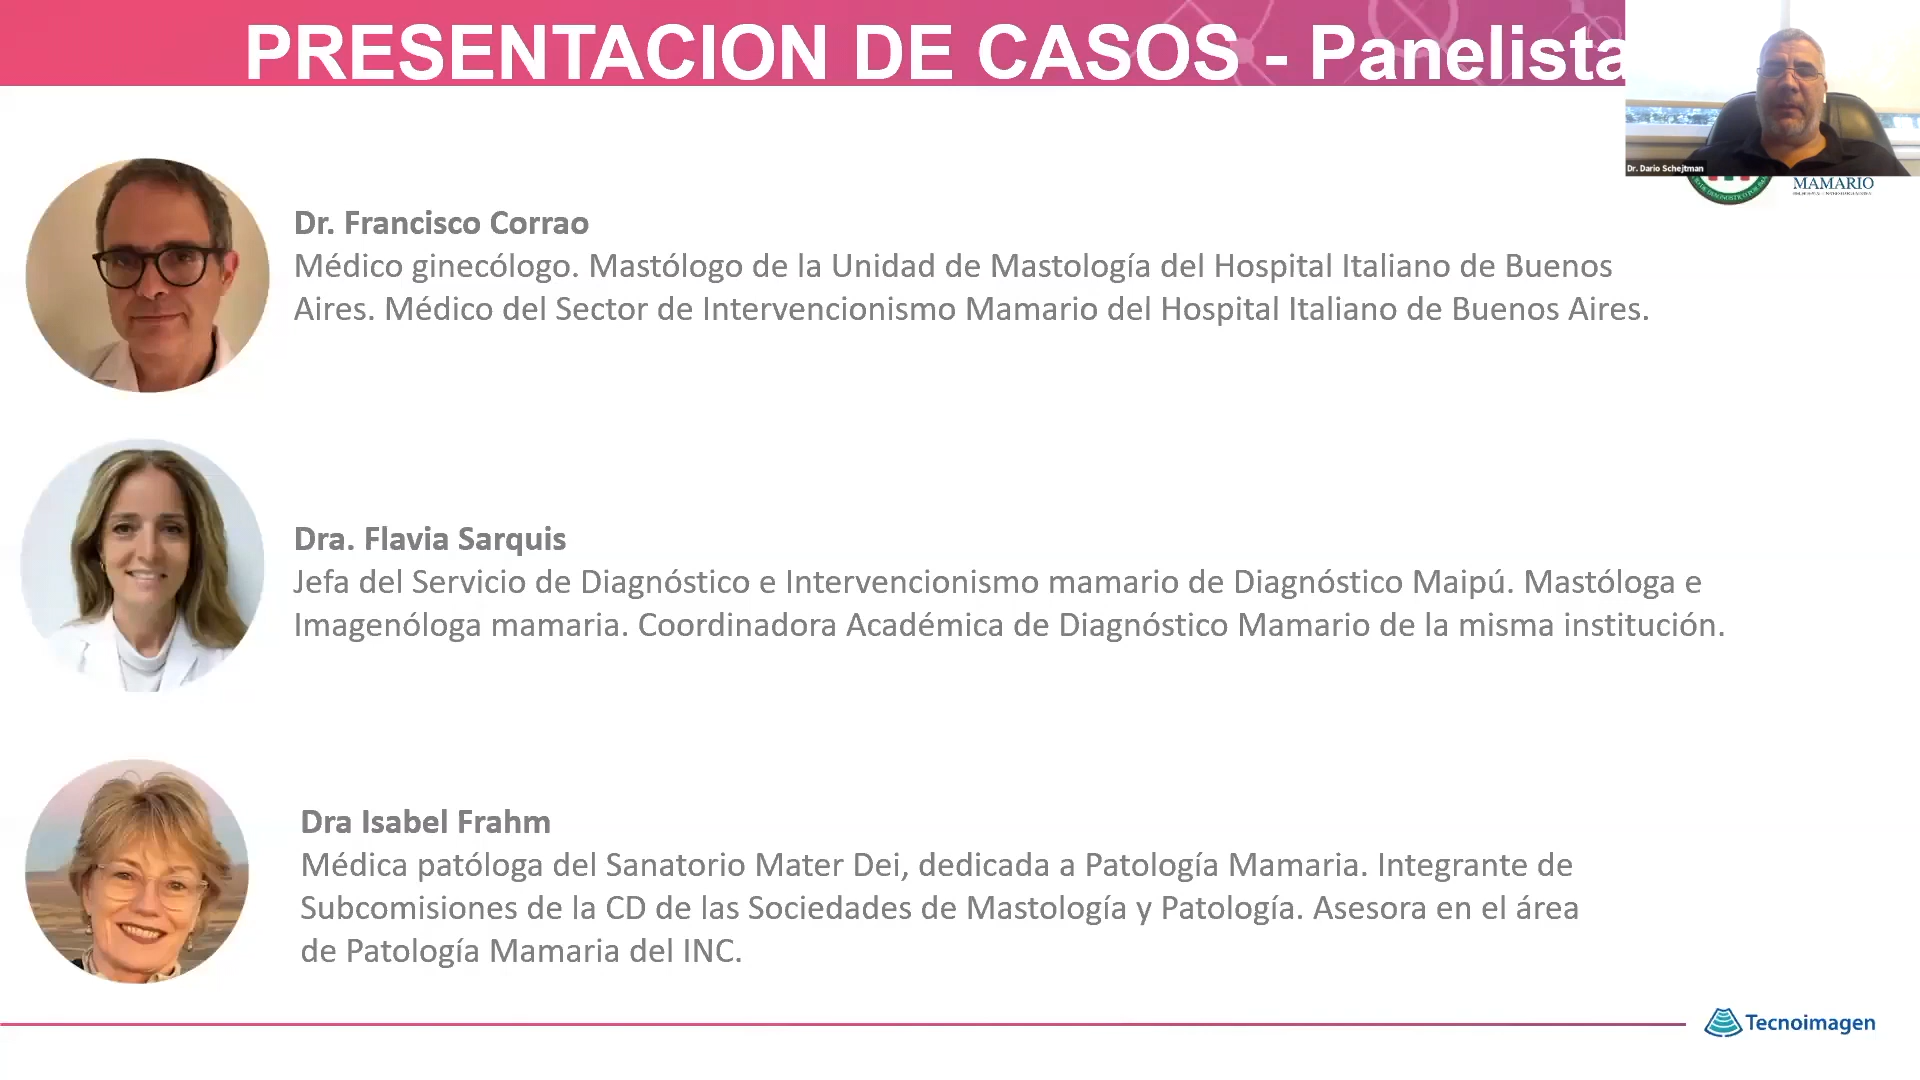 PRESENTACION DE CASOS - Panelista
Dr. Dario Schejtman
MAMARIO
Dr. Francisco Corrao
Médico ginecólogo. Mastólogo de la Unidad de Mastología del Hospital Italiano de Buenos
Aires. Médico del Sector de Intervencionismo Mamario del Hospital Italiano de Buenos Aires.
Dra. Flavia Sarquis
Jefa del Servicio de Diagnóstico e Intervencionismo mamario de Diagnóstico Maipú. Mastóloga e
Imagenóloga mamaria. Coordinadora Académica de Diagnóstico Mamario de la misma institución.
Dra Isabel Frahm
Médica patóloga del Sanatorio Mater Dei, dedicada a Patología Mamaria. Integrante de
Subcomisiones de la CD de las Sociedades de Mastología y Patología. Asesora en el área
de Patología Mamaria del INC.
Tecnoimagen